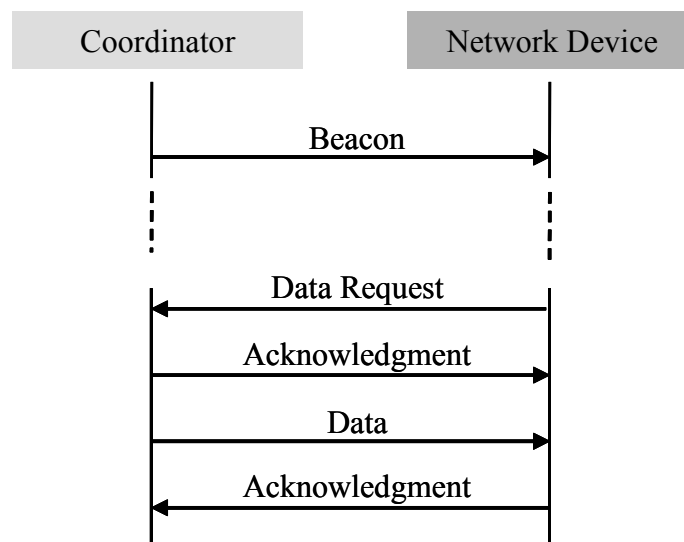 Coordinator
Network Device
Beacon
Data Request
Acknowledgment
Data
Acknowledgment